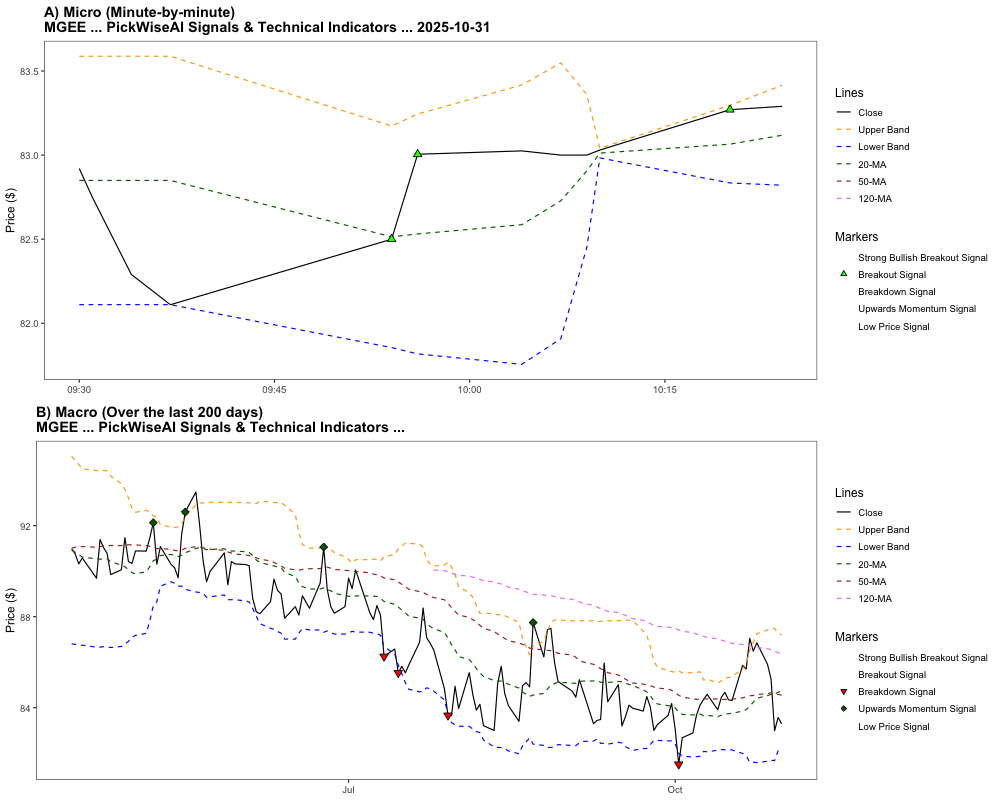 A) Micro (Minute-by-minute)
MGEE ... PickWiseAI Signals & Technical Indicators ... 2025-10-31
Price ($)
83.5
83.0
82.5
82.0
09:30
09:45
10:00
10:15
Lines
Close
Upper Band
Lower Band
20-MA
50-MA
120-MA
Markers
Strong Bullish Breakout Signal
Breakout Signal
Breakdown Signal
Upwards Momentum Signal
Low Price Signal
B) Macro (Over the last 200 days)
MGEE ... PickWiseAI Signals & Technical Indicators ...
Price ($)
92
88
84
Jul
Oct
Lines
Close
Upper Band
Lower Band
20-MA
50-MA
120-MA
Markers
Strong Bullish Breakout Signal
Breakout Signal
Breakdown Signal
Upwards Momentum Signal
Low Price Signal